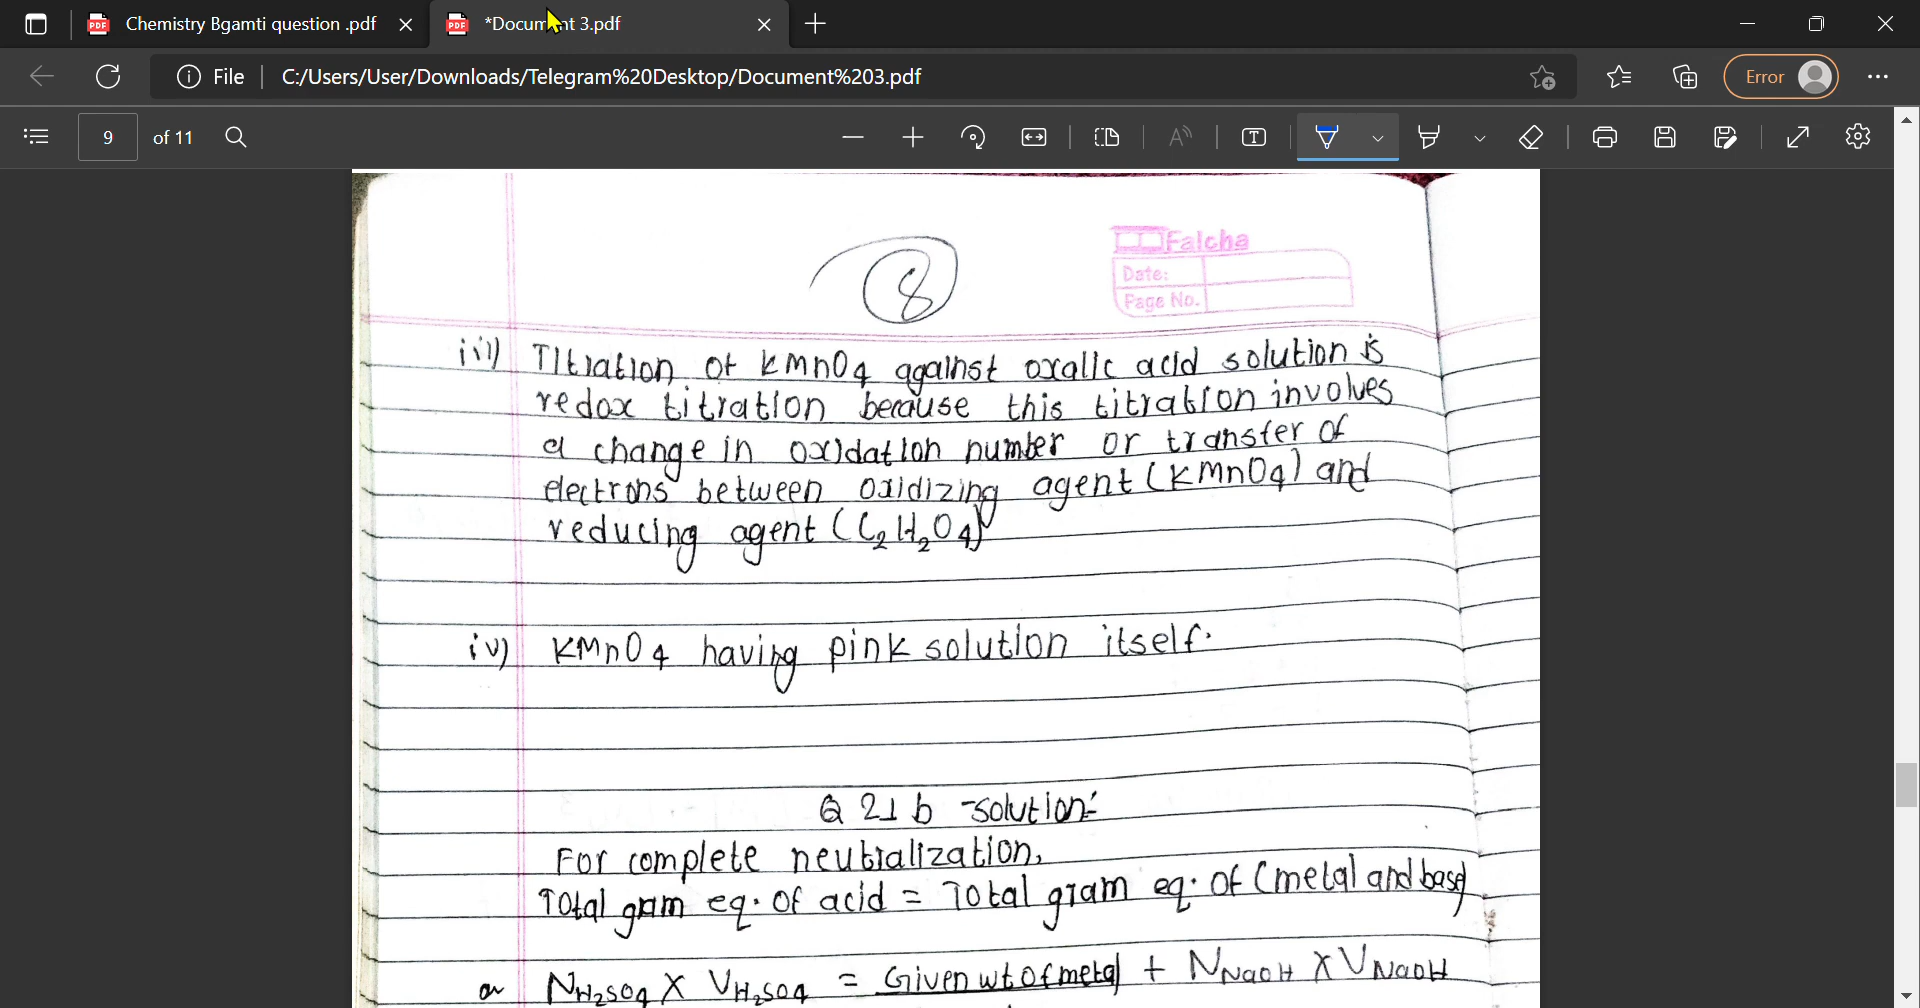 Chemistry Bgamti question .pdf
*Document 3.pdf
File
C:/Users/User/Downloads/Telegram%20Desktop/Document%203.pdf
Error
9
of 11
8
Falcha
Date:
Page No.
iii) Titration of KMnO4 against oxalic acid solution is
redox titration because this titration involves
a change in oxidation number or transfer of
electrons between oxidizing agent (KMnO4) and
reducing agent (C2H2O4)
iv) KMnO4 having pink solution itself.
Q 21 b -solution:
For complete neutralization,
Total gram eq. of acid = Total gram eq. of (metal and base)
or NH2SO4 X VH2SO4 = Given wt of metal + NNaOH X VNaOH